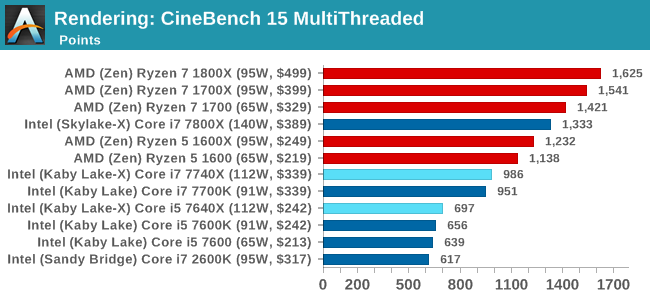 Rendering: CineBench 15 MultiThreaded
Points
AMD (Zen) Ryzen 7 1800X (95W, $499) 1,625
AMD (Zen) Ryzen 7 1700X (95W, $399) 1,541
AMD (Zen) Ryzen 7 1700 (65W, $329) 1,421
Intel (Skylake-X) Core i7 7800X (140W, $389) 1,333
AMD (Zen) Ryzen 5 1600X (95W, $249) 1,232
AMD (Zen) Ryzen 5 1600 (65W, $219) 1,138
Intel (Kaby Lake-X) Core i7 7740X (112W, $339) 986
Intel (Kaby Lake) Core i7 7700K (91W, $339) 951
Intel (Kaby Lake-X) Core i5 7640X (112W, $242) 697
Intel (Kaby Lake) Core i5 7600K (91W, $242) 656
Intel (Kaby Lake) Core i5 7600 (65W, $213) 639
Intel (Sandy Bridge) Core i7 2600K (95W, $317) 617
0 200 500 800 1100 1400 1700